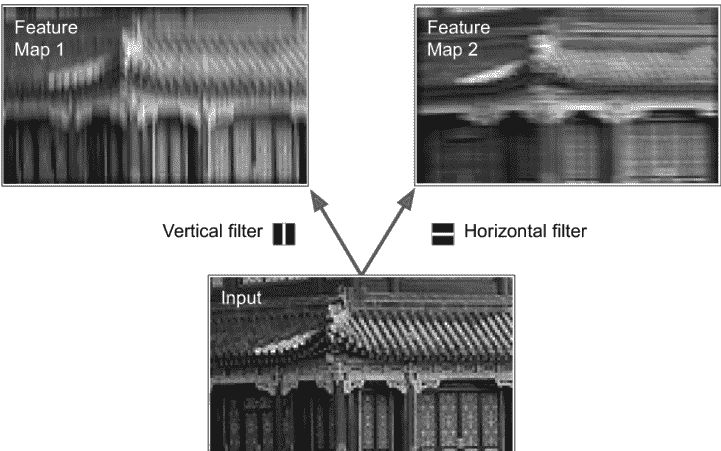 Feature
Map 1
Feature
Map 2
Vertical filter
Horizontal filter
Input